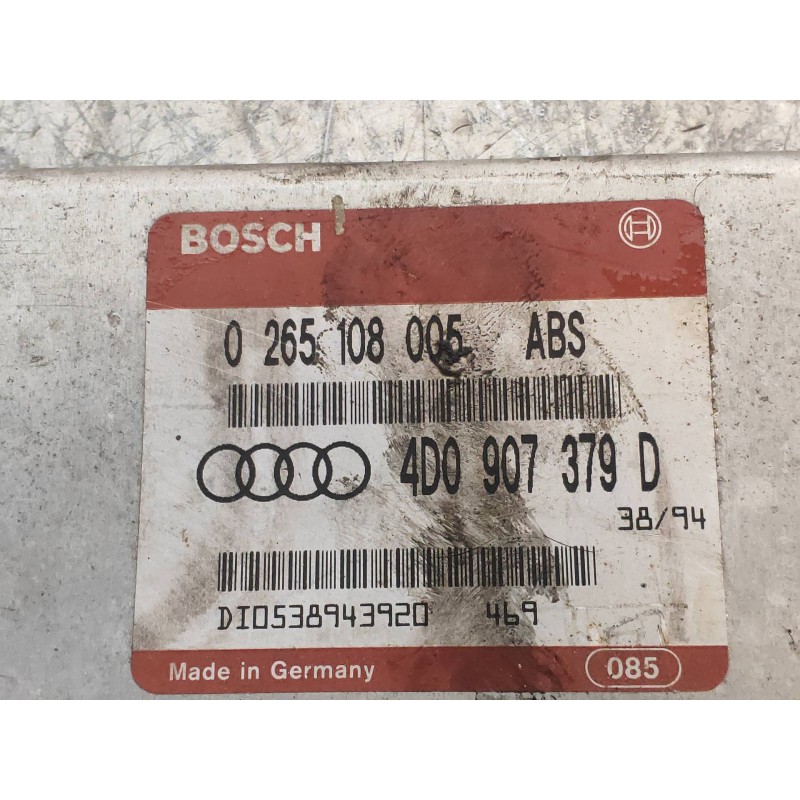 BOSCH
0 265 108 005 ABS
4D0 907 379 D
38/94
DI0538943920 469
Made in Germany 085